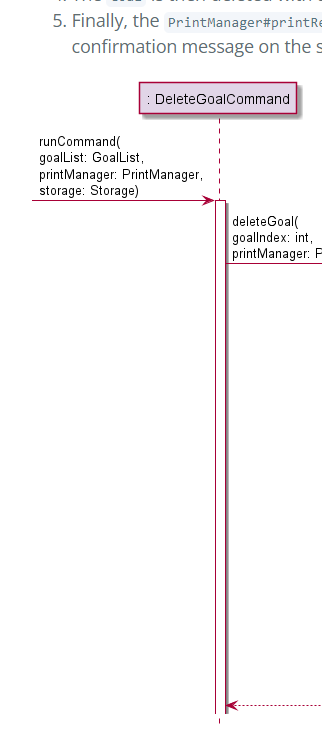 5. Finally, the PrintManager#printRe
confirmation message on the s
: DeleteGoalCommand
runCommand(
goalList: GoalList,
printManager: PrintManager,
storage: Storage)
deleteGoal(
goalIndex: int,
printManager: P